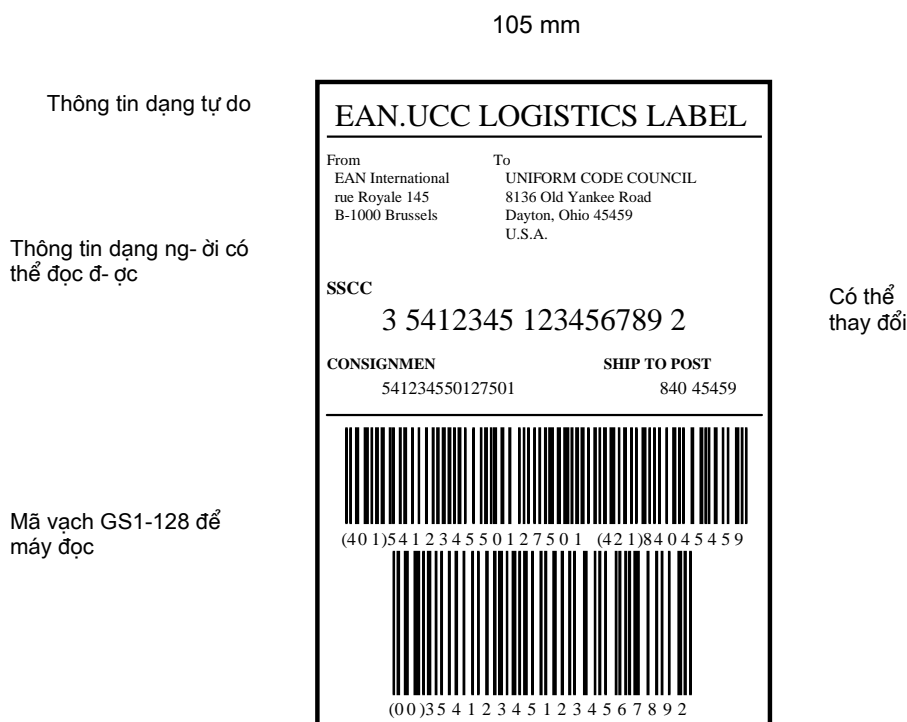 105 mm
Thông tin dạng tự do
EAN.UCC LOGISTICS LABEL
From
EAN International
rue Royale 145
B-1000 Brussels
To
UNIFORM CODE COUNCIL
8136 Old Yankee Road
Dayton, Ohio 45459
U.S.A.
Thông tin dạng ng- ời có
thể đọc đ- ợc
SSCC
3 5412345 123456789 2
Có thể
thay đổi
CONSIGNMEN
541234550127501
SHIP TO POST
840 45459
Mã vạch GS1-128 để
máy đọc
(401)541234550127501 (421)84045459
(00)354123451234567892